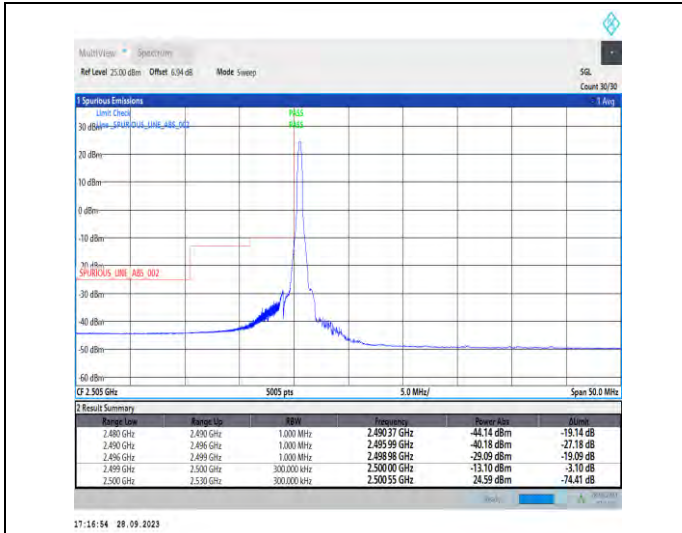 MultiView Spectrum
Ref Level 25.00 dBm Offset 6.94 dB Mode Sweep SGL
Count 30/30
1 Spurious Emissions 1 Avg
Limit Check PASS
30 dBm Line _SPURIOUS_LINE_ABS_002 PASS
20 dBm
10 dBm
0 dBm
-10 dBm
-20 dBm
SPURIOUS_LINE_ABS_002
-30 dBm
-40 dBm
-50 dBm
-60 dBm
CF 2.505 GHz 5005 pts 5.0 MHz/ Span 50.0 MHz
2 Result Summary
Range Low Range Up RBW Frequency Power Abs ΔLimit
2.480 GHz 2.490 GHz 1.000 MHz 2.490 37 GHz -44.14 dBm -19.14 dB
2.490 GHz 2.496 GHz 1.000 MHz 2.495 99 GHz -40.18 dBm -27.18 dB
2.496 GHz 2.499 GHz 1.000 MHz 2.498 98 GHz -29.09 dBm -19.09 dB
2.499 GHz 2.500 GHz 300.000 kHz 2.500 00 GHz -13.10 dBm -3.10 dB
2.500 GHz 2.530 GHz 300.000 kHz 2.500 55 GHz 24.59 dBm -74.41 dB
17:16:54 28.09.2023